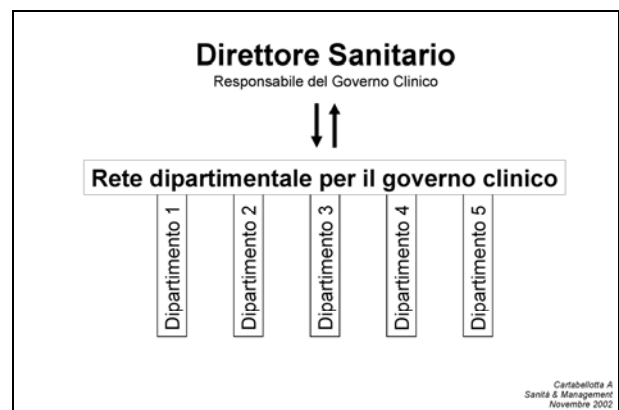 Direttore Sanitario
Responsabile del Governo Clinico
Rete dipartimentale per il governo clinico
Dipartimento 1
Dipartimento 2
Dipartimento 3
Dipartimento 4
Dipartimento 5
Cartabellotta A
Sanità & Management
Novembre 2002